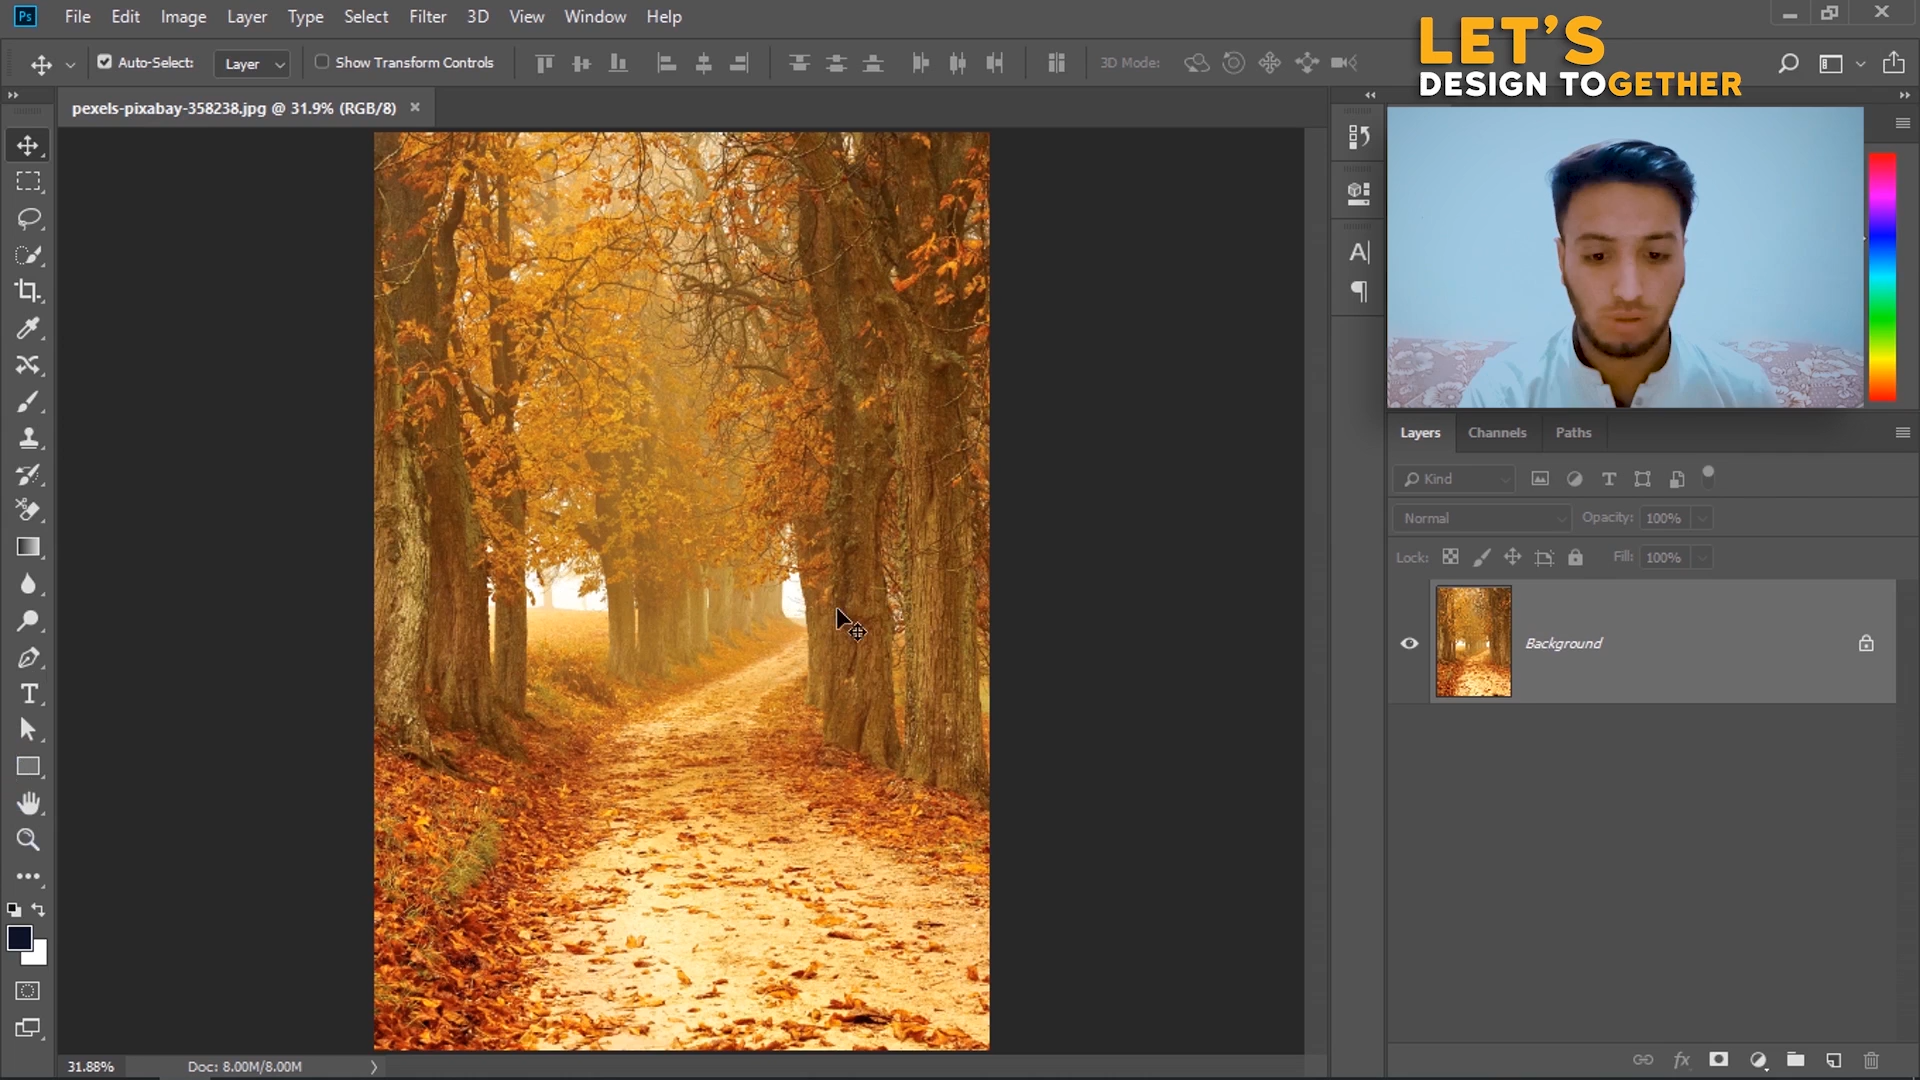 Ps File Edit Image Layer Type Select Filter 3D View Window Help
LET'S
DESIGN TOGETHER
Auto-Select: Layer Show Transform Controls 3D Mode:
pexels-pixabay-358238.jpg @ 31.9% (RGB/8)
Layers Channels Paths
Kind
Normal Opacity: 100%
Lock: Fill: 100%
Background
31.88% Doc: 8.00M/8.00M